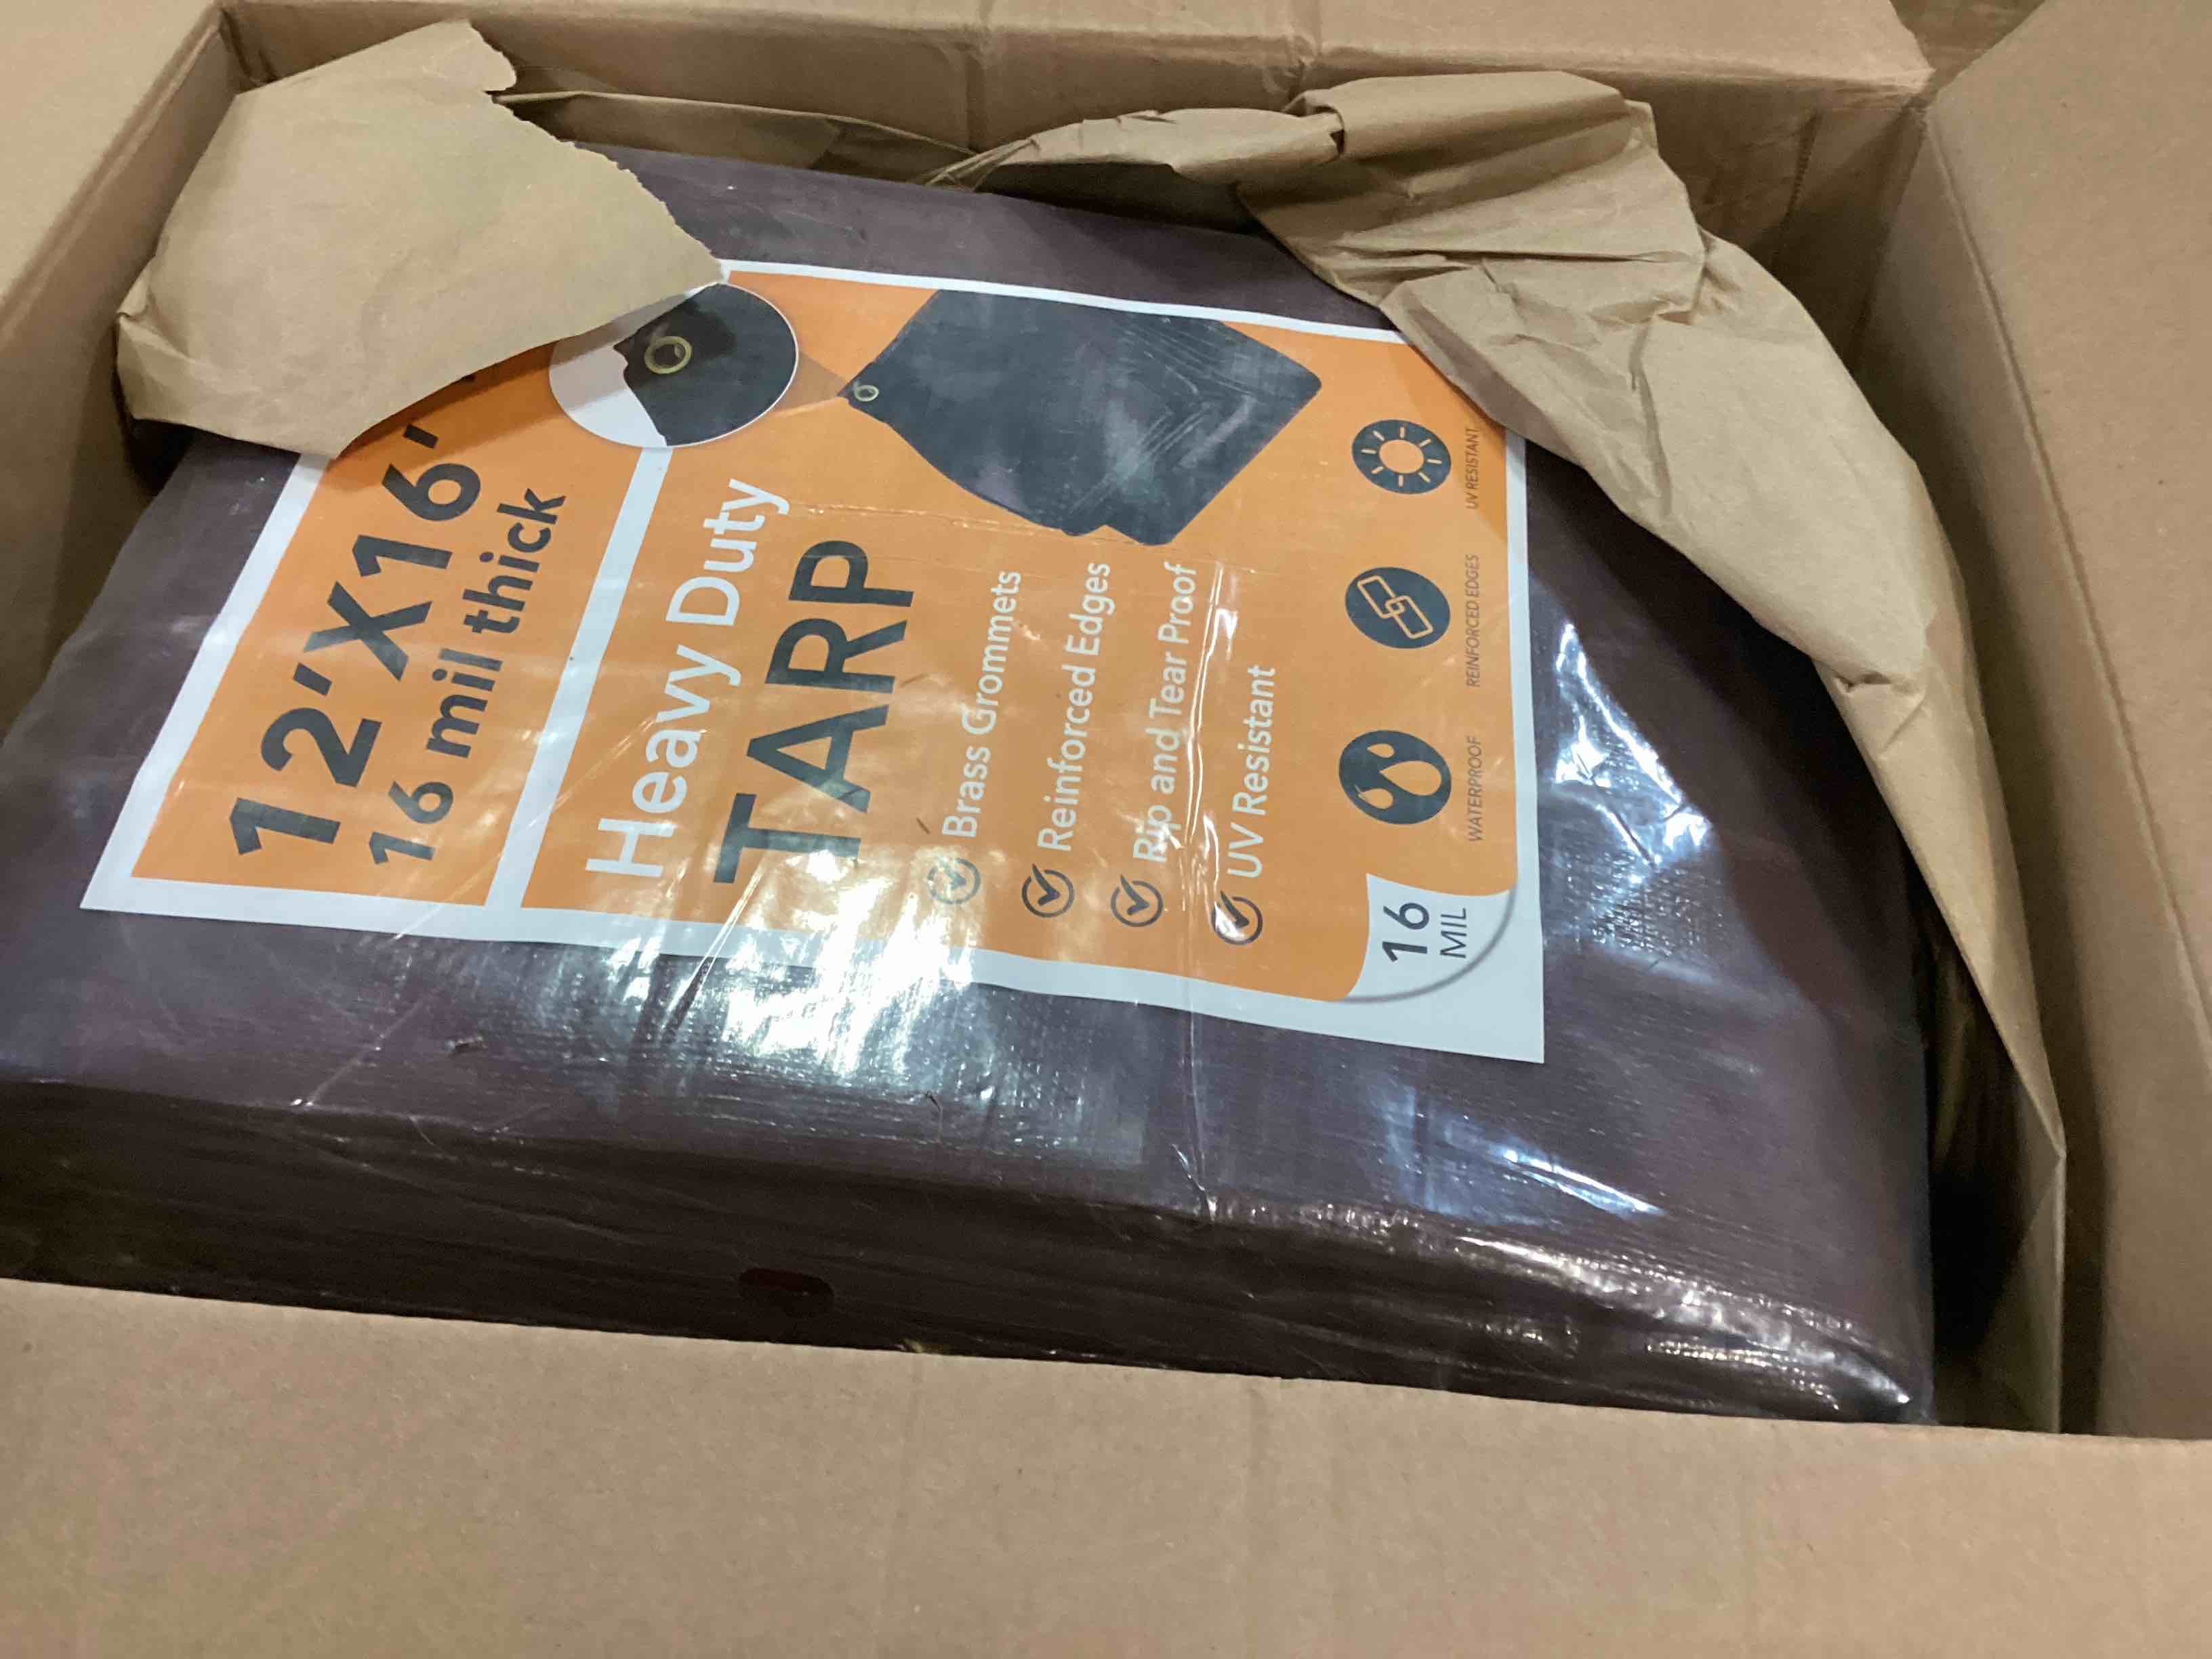 12'X16'
16 mil thick
Heavy Duty
TARP
Brass Grommets
Reinforced Edges
Rip and Tear Proof
UV Resistant
WATERPROOF
REINFORCED EDGES
UV RESISTANT
16
MIL